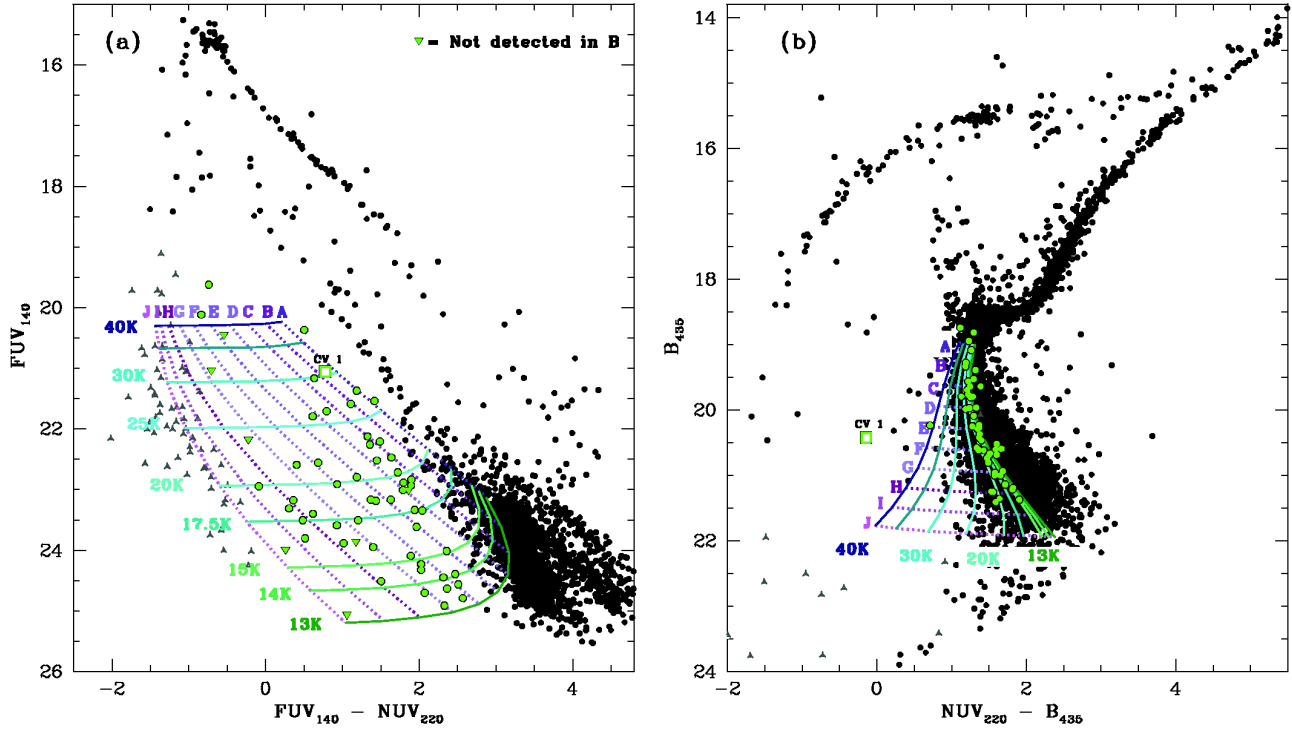 (a)
▼= Not detected in B
16
18
20
22
24
26
FUV₁₄₀
J I H G F E D C B A
40K
30K
25K
20K
17.5K
15K
14K
13K
CV 1
−2 0 2 4
FUV₁₄₀ − NUV₂₂₀
(b)
14
16
18
20
22
24
B₄₃₅
A
B
C
D
E
F
G
H
I
J
CV 1
40K 30K 20K 13K
−2 0 2 4
NUV₂₂₀ − B₄₃₅